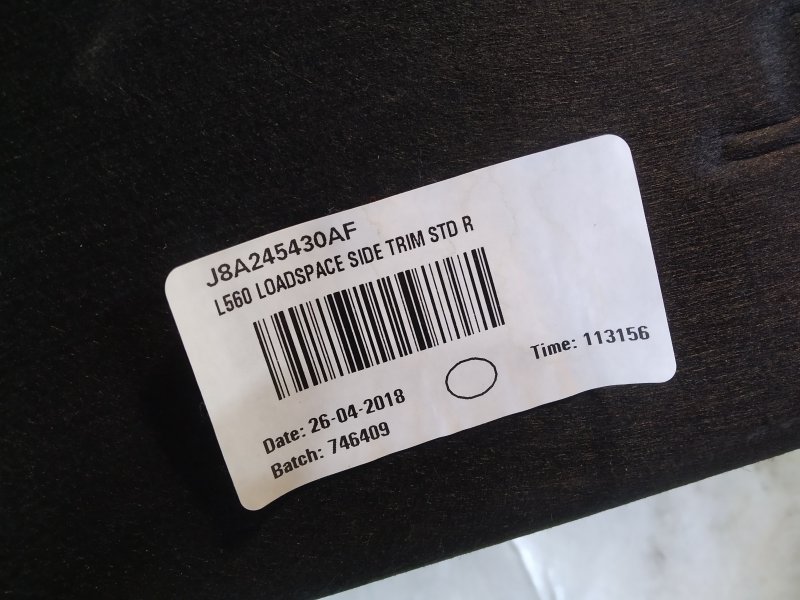 J8A245430AF
L560 LOADSPACE SIDE TRIM STD R
Time: 113156
Date: 26-04-2018
Batch: 746409